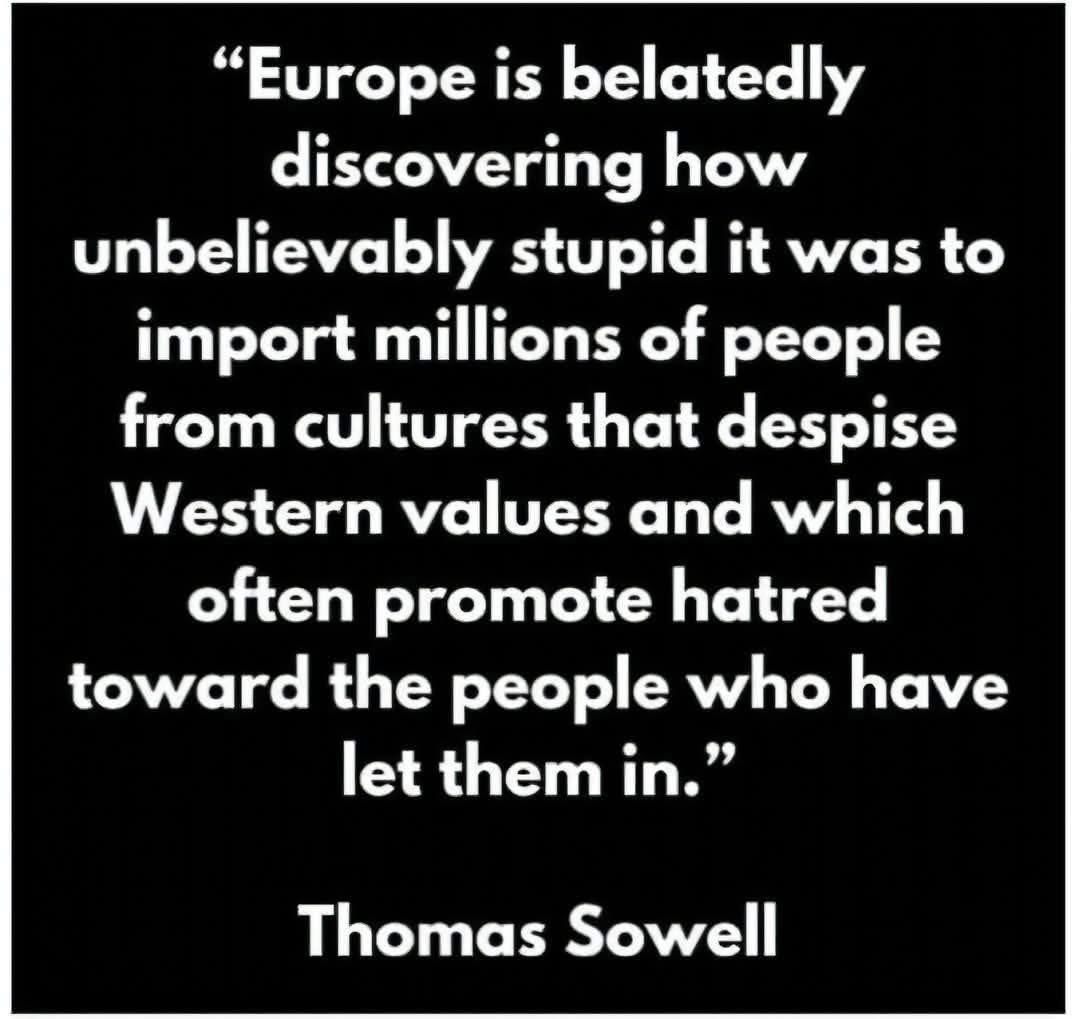 “Europe is belatedly
discovering how
unbelievably stupid it was to
import millions of people
from cultures that despise
Western values and which
often promote hatred
toward the people who have
let them in.”
Thomas Sowell